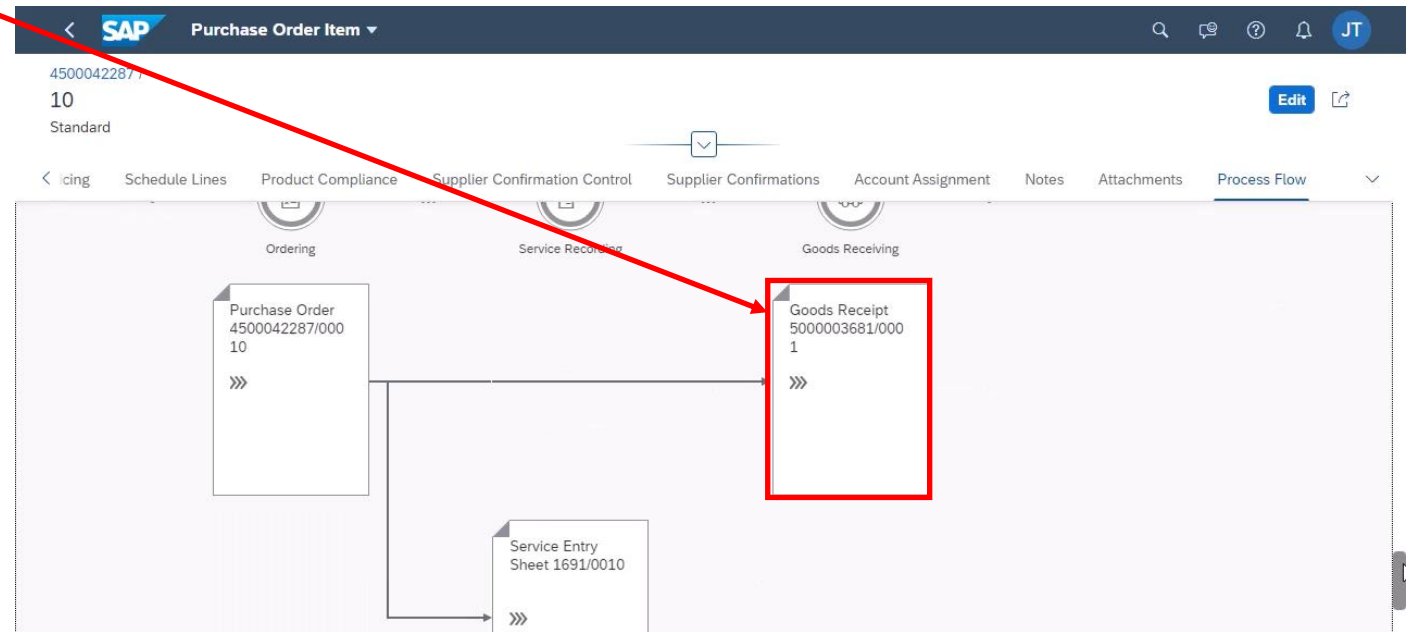 SAP Purchase Order Item
JT
4500042287 /
10
Standard
Edit
icing Schedule Lines Product Compliance Supplier Confirmation Control Supplier Confirmations Account Assignment Notes Attachments Process Flow
Ordering Service Recording Goods Receiving
Purchase Order
4500042287/000
10
Goods Receipt
5000003681/000
1
Service Entry
Sheet 1691/0010